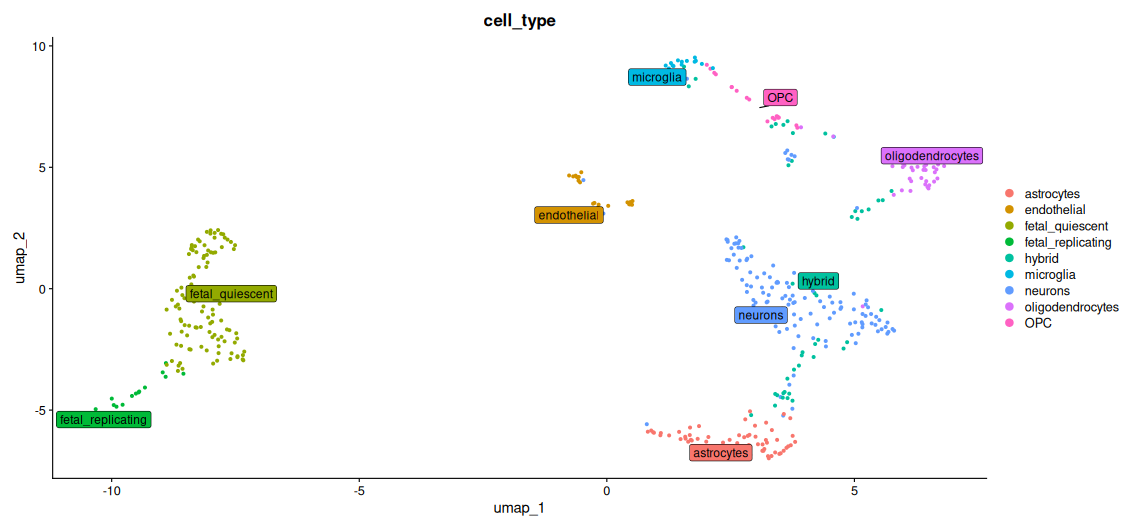 cell_type
10
5
0
-5
-10
-5
0
5
umap_2
umap_1
microglia
OPC
oligodendrocytes
endothelial
fetal_quiescent
hybrid
neurons
fetal_replicating
astrocytes
astrocytes
endothelial
fetal_quiescent
fetal_replicating
hybrid
microglia
neurons
oligodendrocytes
OPC